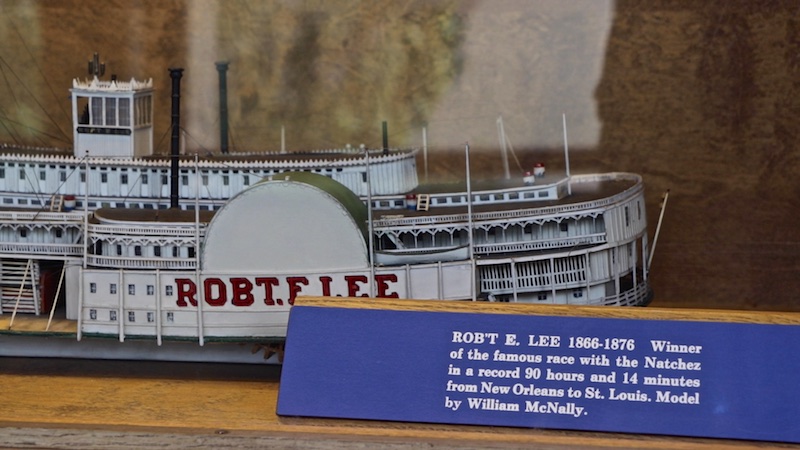 ROBT. E. LEE
ROB'T E. LEE 1866-1876 Winner
of the famous race with the Natchez
in a record 90 hours and 14 minutes
from New Orleans to St. Louis. Model
by William McNally.